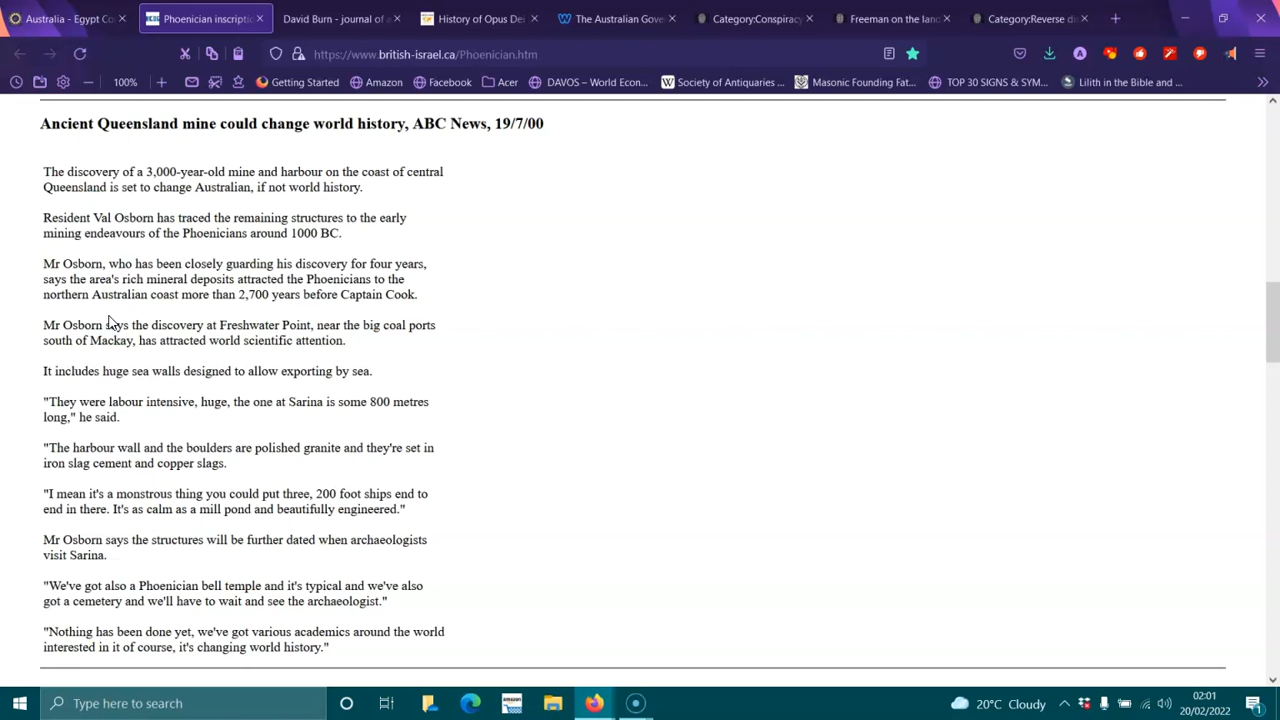 Australia - Egypt Co
Phoenician inscriptio
David Burn - journal of a
History of Opus Dei
The Australian Gove
Category:Conspirac
Freeman on the lan
Category:Reverse di
https://www.british-israel.ca/Phoenician.htm
100%
Getting Started
Amazon
Facebook
Acer
DAVOS – World Econ...
Society of Antiquaries ...
Masonic Founding Fat...
TOP 30 SIGNS & SYM...
Lilith in the Bible and ...
Ancient Queensland mine could change world history, ABC News, 19/7/00
The discovery of a 3,000-year-old mine and harbour on the coast of central
Queensland is set to change Australian, if not world history.
Resident Val Osborn has traced the remaining structures to the early
mining endeavours of the Phoenicians around 1000 BC.
Mr Osborn, who has been closely guarding his discovery for four years,
says the area's rich mineral deposits attracted the Phoenicians to the
northern Australian coast more than 2,700 years before Captain Cook.
Mr Osborn says the discovery at Freshwater Point, near the big coal ports
south of Mackay, has attracted world scientific attention.
It includes huge sea walls designed to allow exporting by sea.
"They were labour intensive, huge, the one at Sarina is some 800 metres
long," he said.
"The harbour wall and the boulders are polished granite and they're set in
iron slag cement and copper slags.
"I mean it's a monstrous thing you could put three, 200 foot ships end to
end in there. It's as calm as a mill pond and beautifully engineered."
Mr Osborn says the structures will be further dated when archaeologists
visit Sarina.
"We've got also a Phoenician bell temple and it's typical and we've also
got a cemetery and we'll have to wait and see the archaeologist."
"Nothing has been done yet, we've got various academics around the world
interested in it of course, it's changing world history."
Type here to search
20°C Cloudy
02:01
20/02/2022